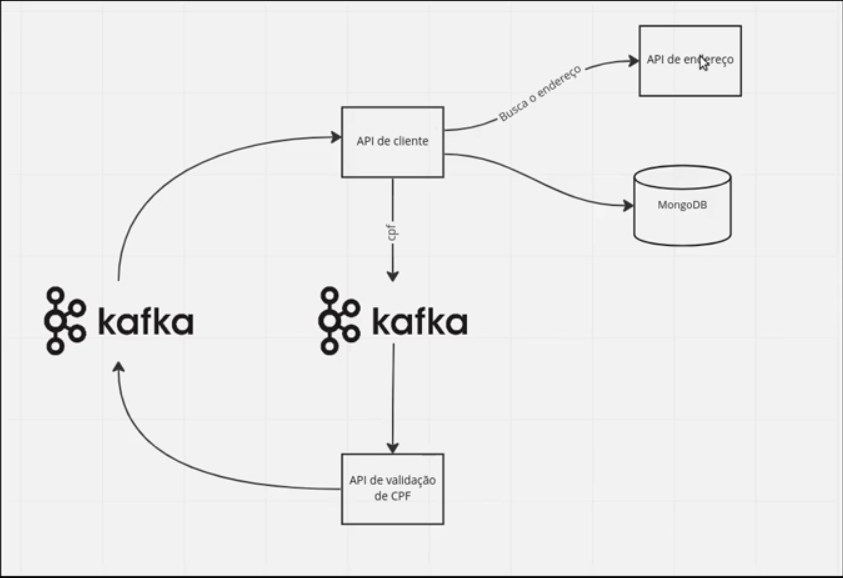 API de endereço
Busca o endereço
API de cliente
MongoDB
cpf
kafka
kafka
API de validação
de CPF